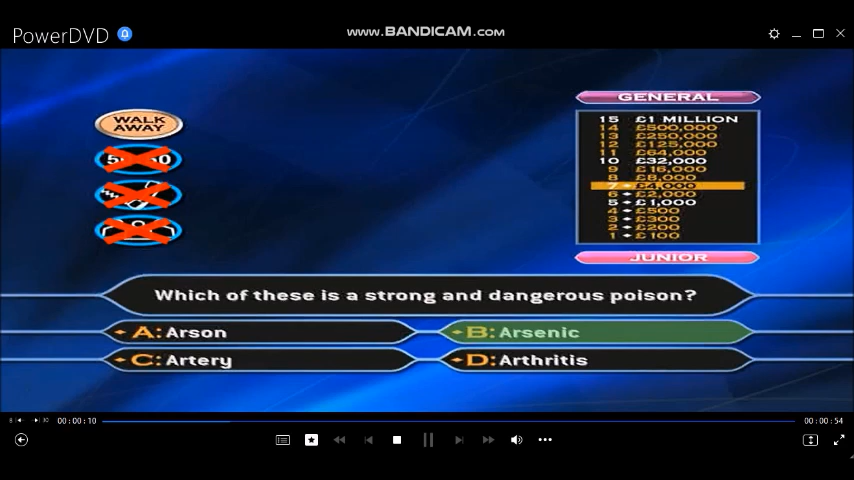 PowerDVD
www.BANDICAM.com
WALK
AWAY
GENERAL
15 £1 MILLION
14 £500,000
13 £250,000
12 £125,000
11 £64,000
10 £32,000
9 £16,000
8 £8,000
7 £4,000
6 £2,000
5 £1,000
4 £500
3 £300
2 £200
1 £100
JUNIOR
Which of these is a strong and dangerous poison?
A: Arson
B: Arsenic
C: Artery
D: Arthritis
00:00:10
00:00:54